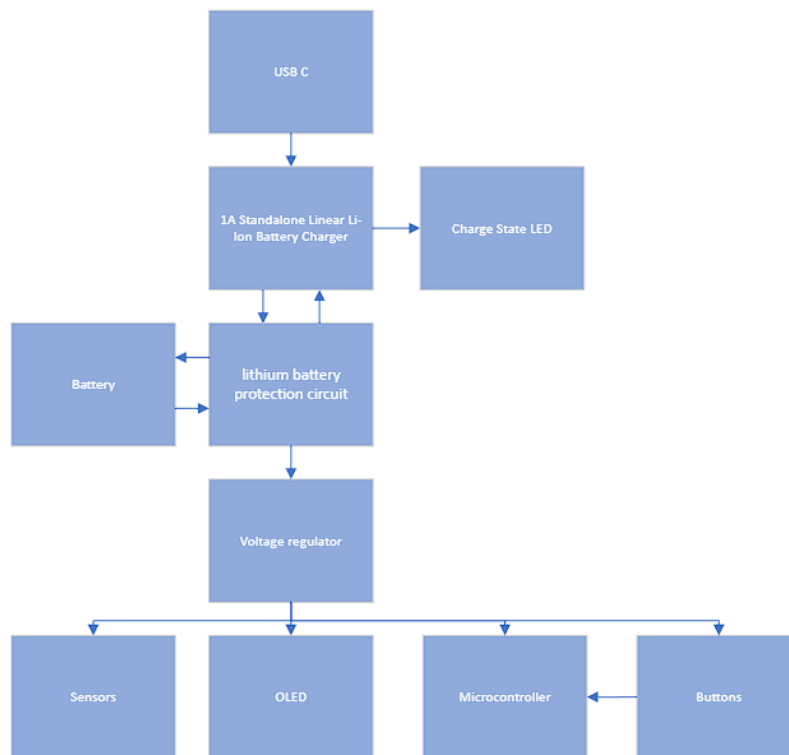 USB C
1A Standalone Linear Li-
Ion Battery Charger
Charge State LED
Battery
lithium battery
protection circuit
Voltage regulator
Sensors
OLED
Microcontroller
Buttons